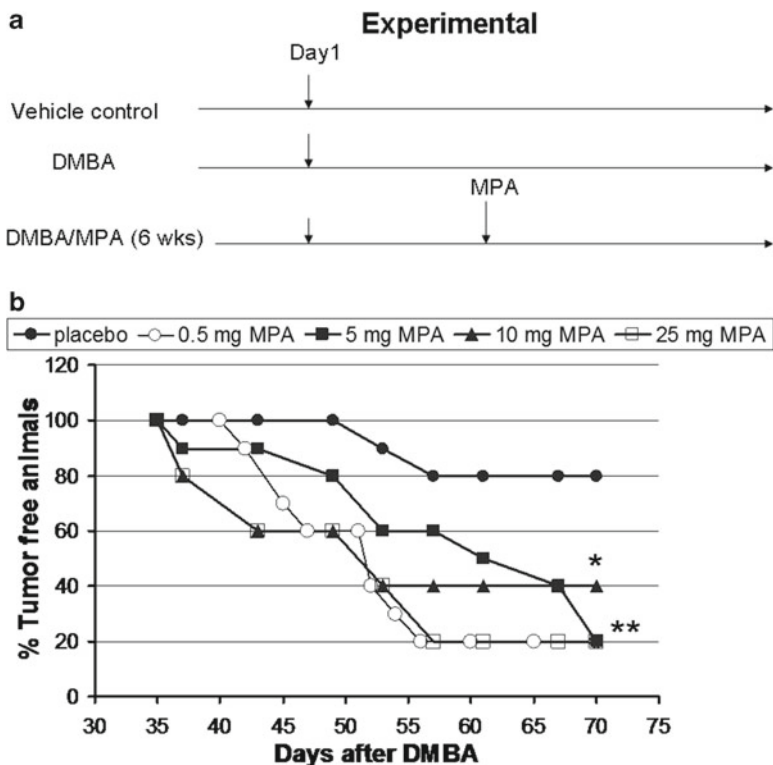 a
Experimental
Day1
Vehicle control
DMBA
MPA
DMBA/MPA (6 wks)
b
placebo 0.5 mg MPA 5 mg MPA 10 mg MPA 25 mg MPA
120
100
80
60
40
20
0
% Tumor free animals
*
**
30 35 40 45 50 55 60 65 70 75
Days after DMBA